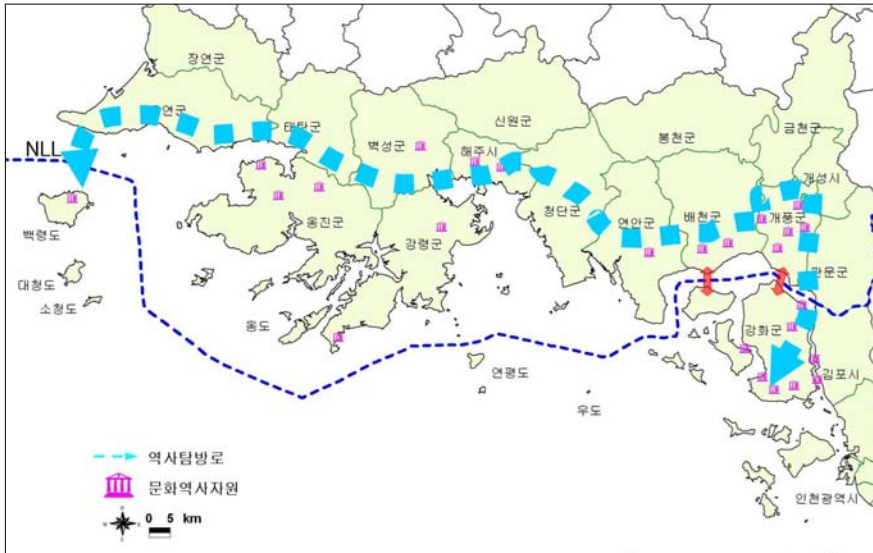 장연군
연군
태탄군
신원군
금천군
NLL
벽성군
해주시
봉천군
개성시
청단군
연안군
배천군
개풍군
백령도
옹진군
강령군
판문군
대청도
소청도
옹도
강화군
연평도
김포시
우도
역사탐방로
문화역사자원
인천광역시
0 5 km